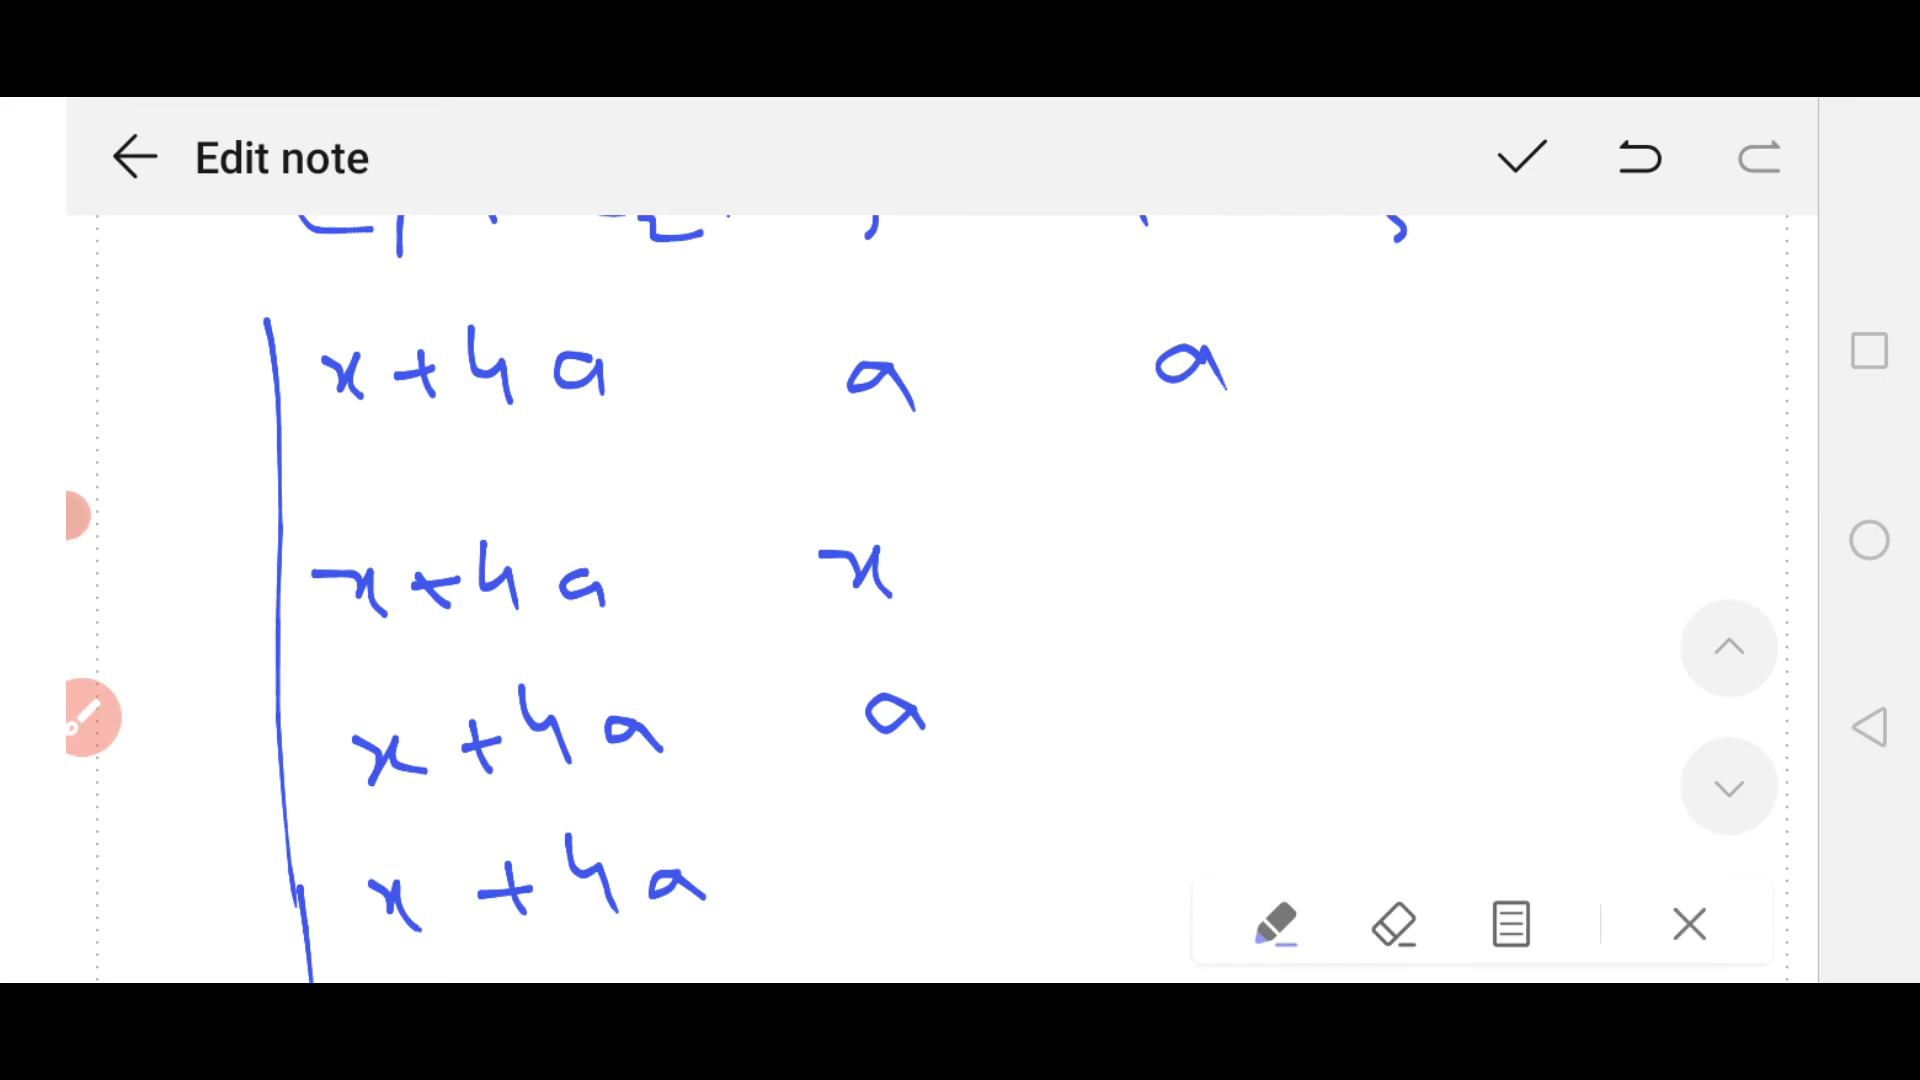 Edit note
x+4a a a
x+4a x
x+4a a
x+4a